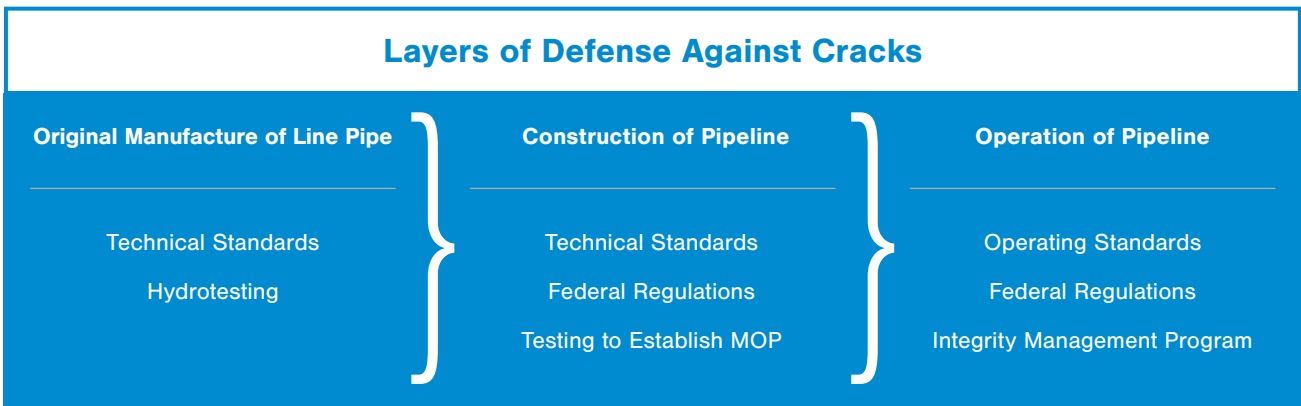 Layers of Defense Against Cracks
Original Manufacture of Line Pipe
Technical Standards
Hydrotesting
Construction of Pipeline
Technical Standards
Federal Regulations
Testing to Establish MOP
Operation of Pipeline
Operating Standards
Federal Regulations
Integrity Management Program